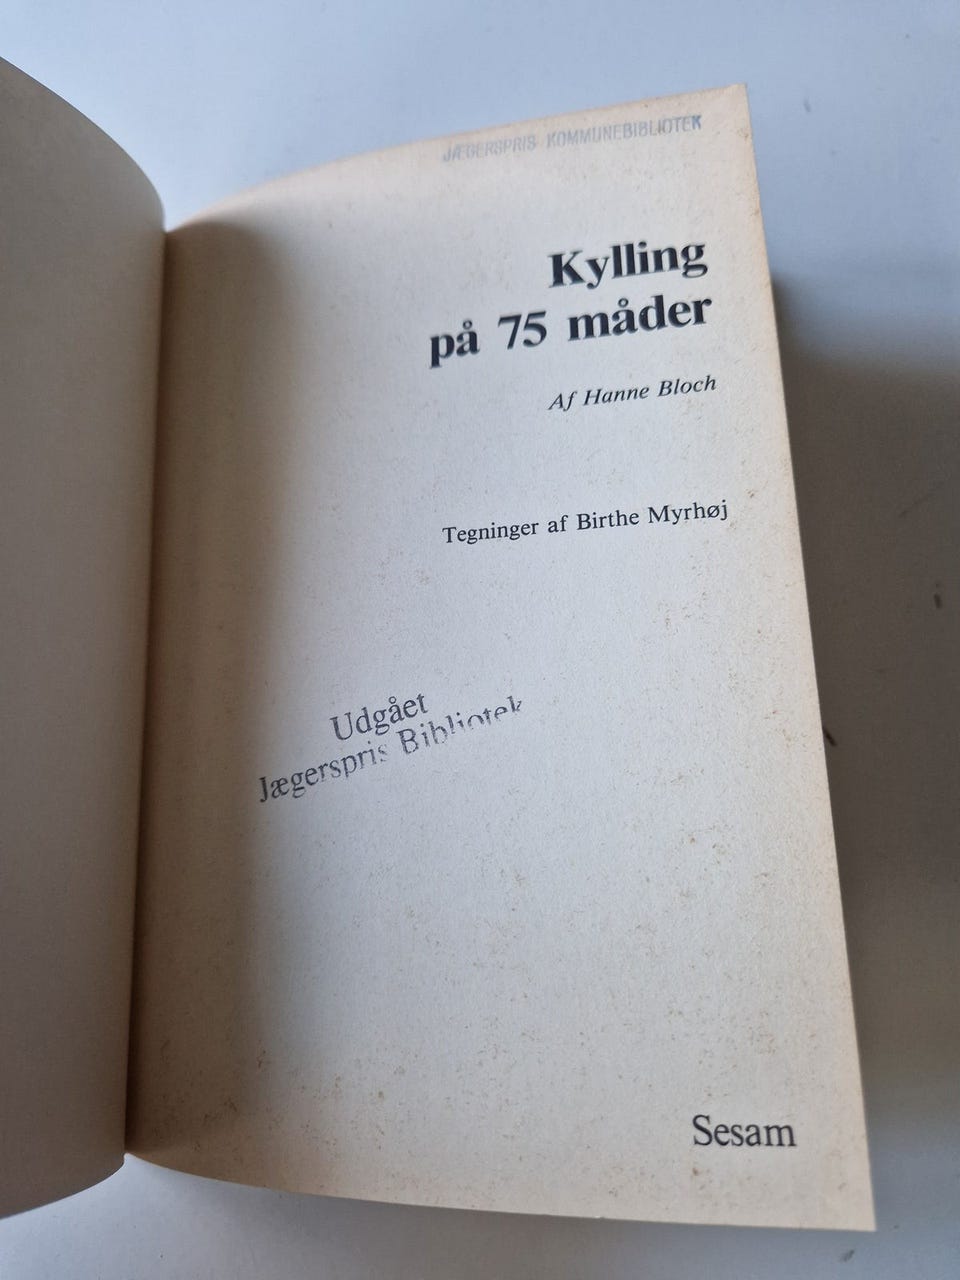 JÆGERSPRIS KOMMUNEBIBLIOTEK
Kylling
på 75 måder
Af Hanne Bloch
Tegninger af Birthe Myrhøj
Udgået
Jægerspris Bibliotek
Sesam